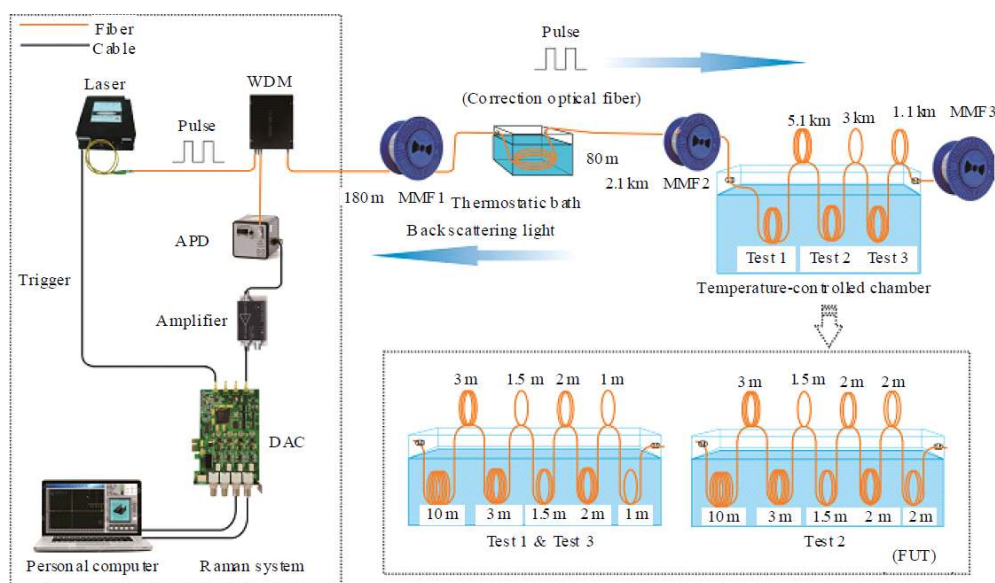 Fiber
Cable
Laser
WDM
Pulse
APD
Trigger
Amplifier
DAC
Personal computer
Raman system
180 m
MMF1
Pulse
(Correction optical fiber)
80 m
Thermostatic bath
Backscattering light
2.1 km
MMF2
5.1 km
3 km
1.1 km
MMF3
Test 1
Test 2
Test 3
Temperature-controlled chamber
3 m
1.5 m
2 m
1 m
10 m
3 m
1.5 m
2 m
1 m
Test 1 & Test 3
3 m
1.5 m
2 m
2 m
10 m
3 m
1.5 m
2 m
2 m
Test 2
(FUT)